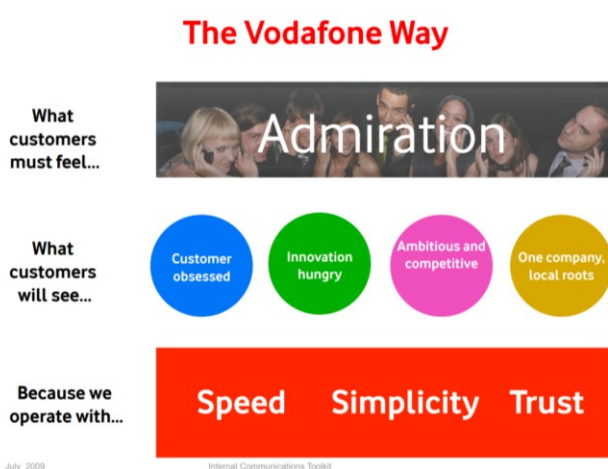 The Vodafone Way
What
customers
must feel...
Admiration
What
customers
will see...
Customer
obsessed
Innovation
hungry
Ambitious and
competitive
One company,
local roots
Because we
operate with...
Speed Simplicity Trust
July 2009
Internal Communications Toolkit